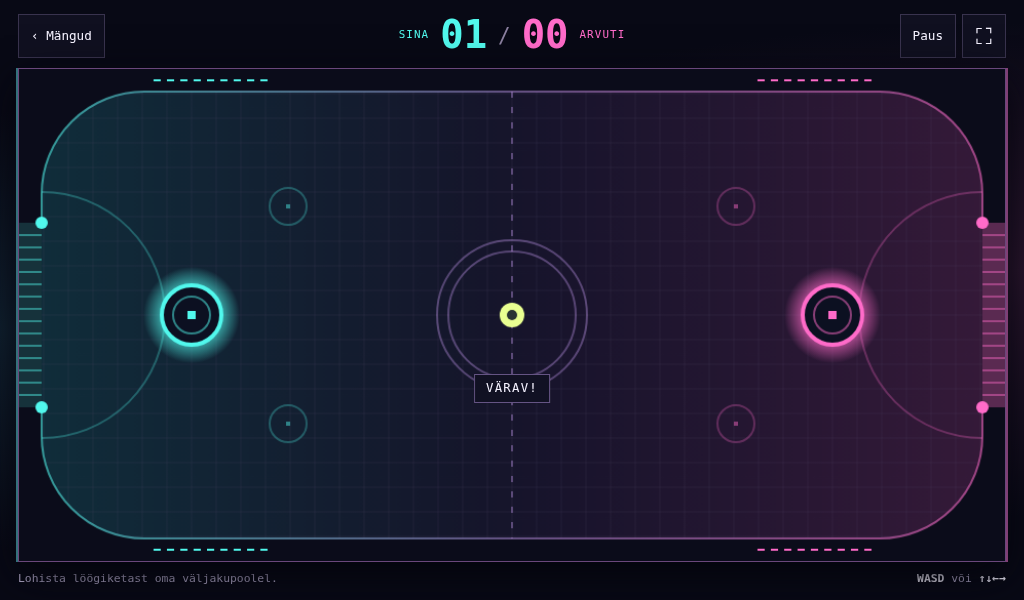 ‹ Mängud
SINA 01 / 00 ARVUTI
Paus
VÄRAV!
Lohista löögiketast oma väljakupoolel.
WASD või ↑↓←→